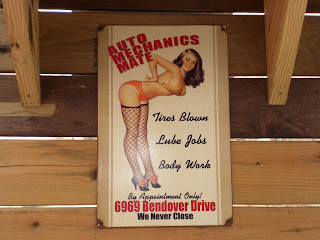 AUTO
MECHANICS
MATE
Tires Blown
Lube Jobs
Body Work
By Appointment Only!
6969 Bendover Drive
We Never Close